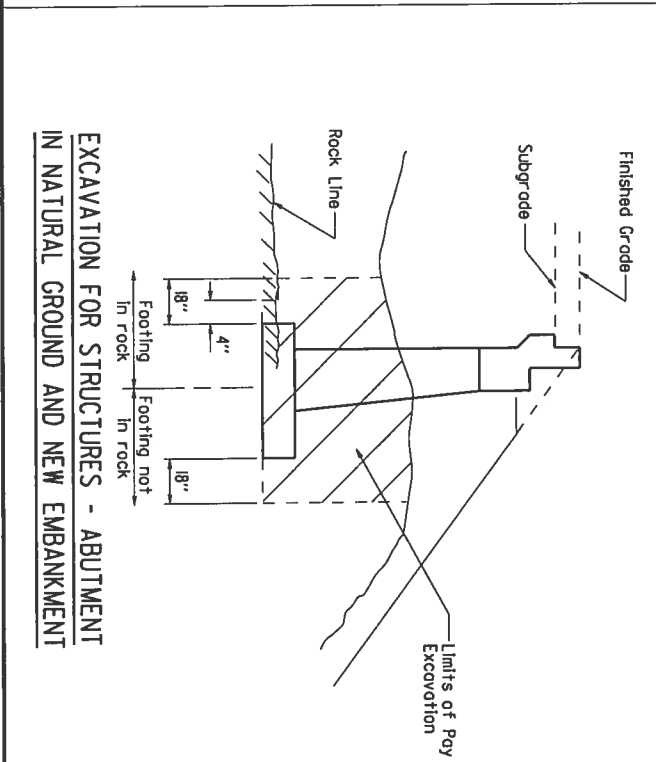 Finished Grade
Subgrade
Rock Line
Limits of Pay
Excavation
18"
4"
18"
Footing
in rock
Footing not
in rock
EXCAVATION FOR STRUCTURES - ABUTMENT
IN NATURAL GROUND AND NEW EMBANKMENT